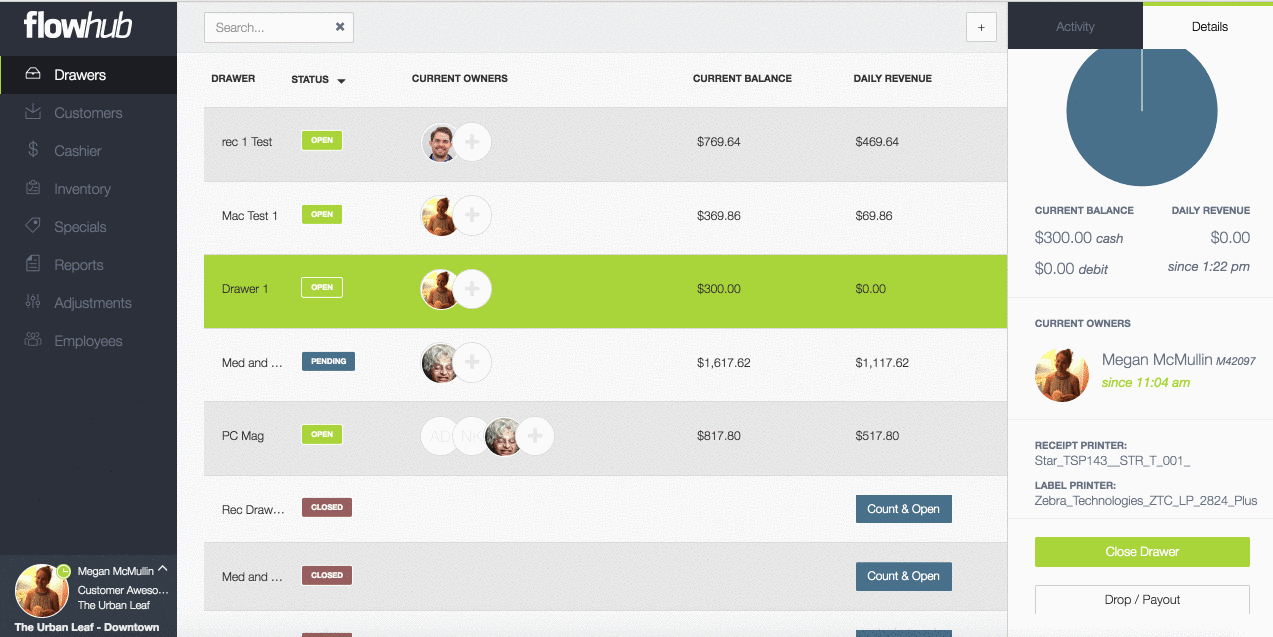 flowhub
Drawers
Customers
Cashier
Inventory
Specials
Reports
Adjustments
Employees
Megan McMullin
Customer Aweso...
The Urban Leaf
The Urban Leaf - Downtown
Search...
+
DRAWER STATUS CURRENT OWNERS CURRENT BALANCE DAILY REVENUE
rec 1 Test OPEN $769.64 $469.64
Mac Test 1 OPEN $369.86 $69.86
Drawer 1 OPEN $300.00 $0.00
Med and ... PENDING $1,617.62 $1,117.62
PC Mag OPEN AD $817.80 $517.80
Rec Draw... CLOSED Count & Open
Med and ... CLOSED Count & Open
Activity Details
CURRENT BALANCE DAILY REVENUE
$300.00 cash $0.00
$0.00 debit since 1:22 pm
CURRENT OWNERS
Megan McMullin M42097
since 11:04 am
RECEIPT PRINTER:
Star_TSP143__STR_T_001_
LABEL PRINTER:
Zebra_Technologies_ZTC_LP_2824_Plus
Close Drawer
Drop / Payout